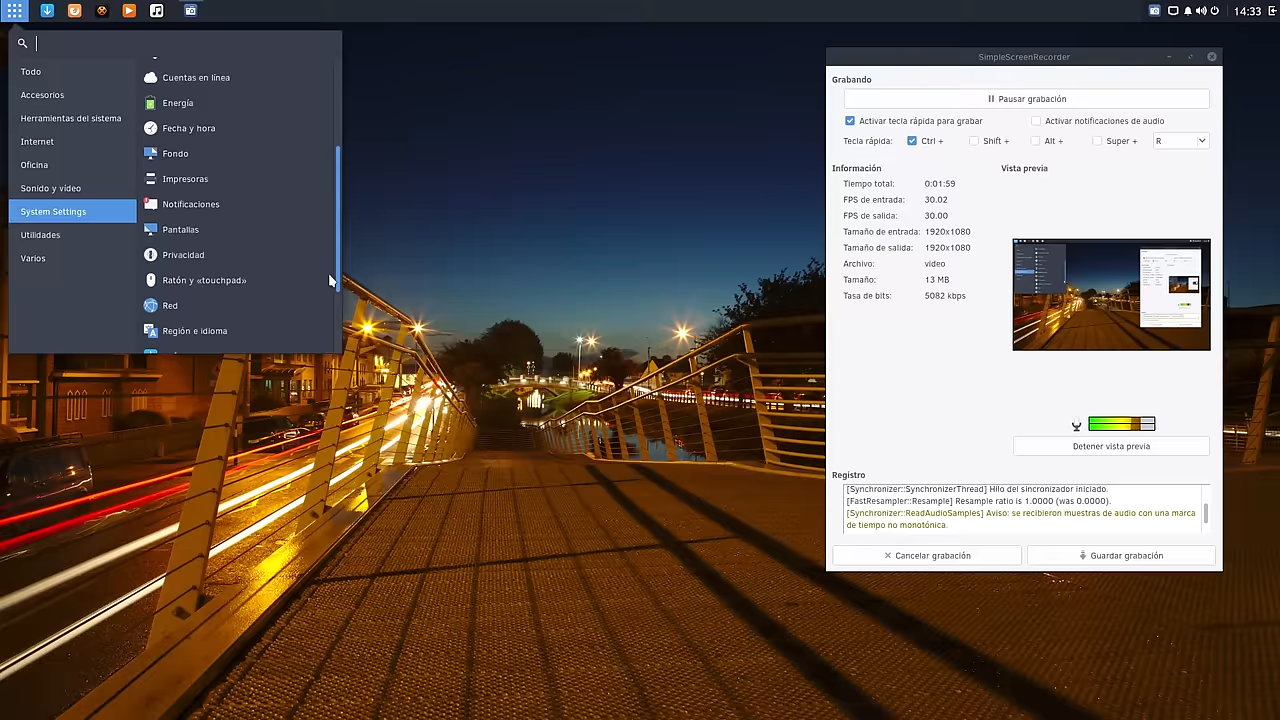 14:33
Todo
Accesorios
Herramientas del sistema
Internet
Oficina
Sonido y vídeo
System Settings
Utilidades
Varios
Cuentas en línea
Energía
Fecha y hora
Fondo
Impresoras
Notificaciones
Pantallas
Privacidad
Ratón y «touchpad»
Red
Región e idioma
SimpleScreenRecorder
Grabando
Pausar grabación
Activar tecla rápida para grabar
Activar notificaciones de audio
Tecla rápida: Ctrl + Shift + Alt + Super + R
Información
Tiempo total: 0:01:59
FPS de entrada: 30.02
FPS de salida: 30.00
Tamaño de entrada: 1920x1080
Tamaño de salida: 1920x1080
Archivo: video
Tamaño: 13 MB
Tasa de bits: 5082 kbps
Vista previa
Detener vista previa
Registro
[Synchronizer::SynchronizerThread] Hilo del sincronizador iniciado.
[FastResampler::Resample] Resample ratio is 1.0000 (was 0.0000).
[Synchronizer::ReadAudioSamples] Aviso: se recibieron muestras de audio con una marca
de tiempo no monotónica.
Cancelar grabación
Guardar grabación